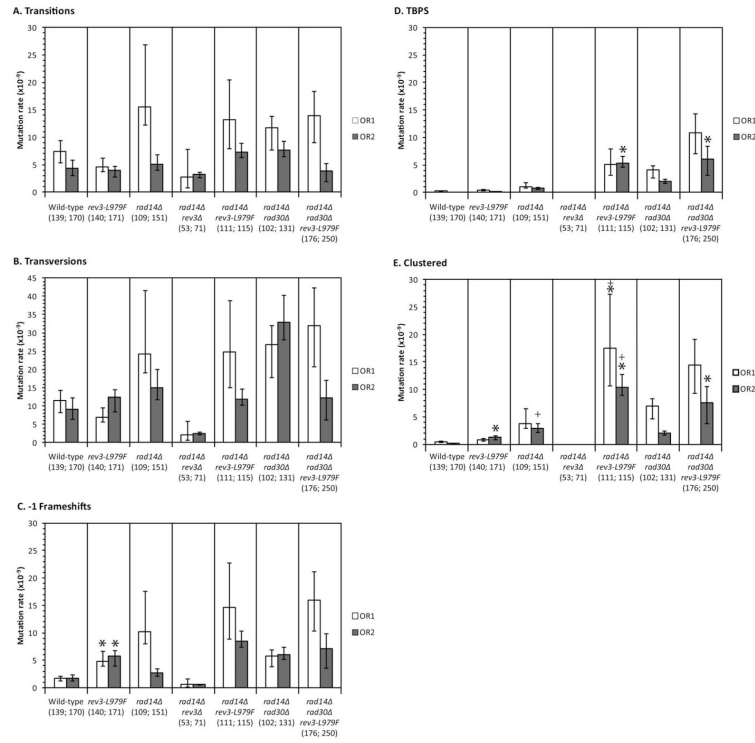 A. Transitions
Mutation rate (x10⁻⁹)
30
25
20
15
10
5
0
OR1
OR2
Wild-type rev3-L979F rad14Δ rad14Δ rad14Δ rad14Δ rad14Δ
(139; 170) (140; 171) (109; 151) rev3Δ rev3-L979F rad30Δ rad30Δ
(53; 71) (111; 115) (102; 131) rev3-L979F
(176; 250)
B. Transversions
Mutation rate (x10⁻⁹)
45
40
35
30
25
20
15
10
5
0
OR1
OR2
Wild-type rev3-L979F rad14Δ rad14Δ rad14Δ rad14Δ rad14Δ
(139; 170) (140; 171) (109; 151) rev3Δ rev3-L979F rad30Δ rad30Δ
(53; 71) (111; 115) (102; 131) rev3-L979F
(176; 250)
C. -1 Frameshifts
Mutation rate (x10⁻⁹)
30
25
20
15
10
5
0
* *
OR1
OR2
Wild-type rev3-L979F rad14Δ rad14Δ rad14Δ rad14Δ rad14Δ
(139; 170) (140; 171) (109; 151) rev3Δ rev3-L979F rad30Δ rad30Δ
(53; 71) (111; 115) (102; 131) rev3-L979F
(176; 250)
D. TBPS
Mutation rate (x10⁻⁹)
30
25
20
15
10
5
0
* *
OR1
OR2
Wild-type rev3-L979F rad14Δ rad14Δ rad14Δ rad14Δ rad14Δ
(139; 170) (140; 171) (109; 151) rev3Δ rev3-L979F rad30Δ rad30Δ
(53; 71) (111; 115) (102; 131) rev3-L979F
(176; 250)
E. Clustered
Mutation rate (x10⁻⁹)
30
25
20
15
10
5
0
+
*
+
* *
* +
OR1
OR2
Wild-type rev3-L979F rad14Δ rad14Δ rad14Δ rad14Δ rad14Δ
(139; 170) (140; 171) (109; 151) rev3Δ rev3-L979F rad30Δ rad30Δ
(53; 71) (111; 115) (102; 131) rev3-L979F
(176; 250)